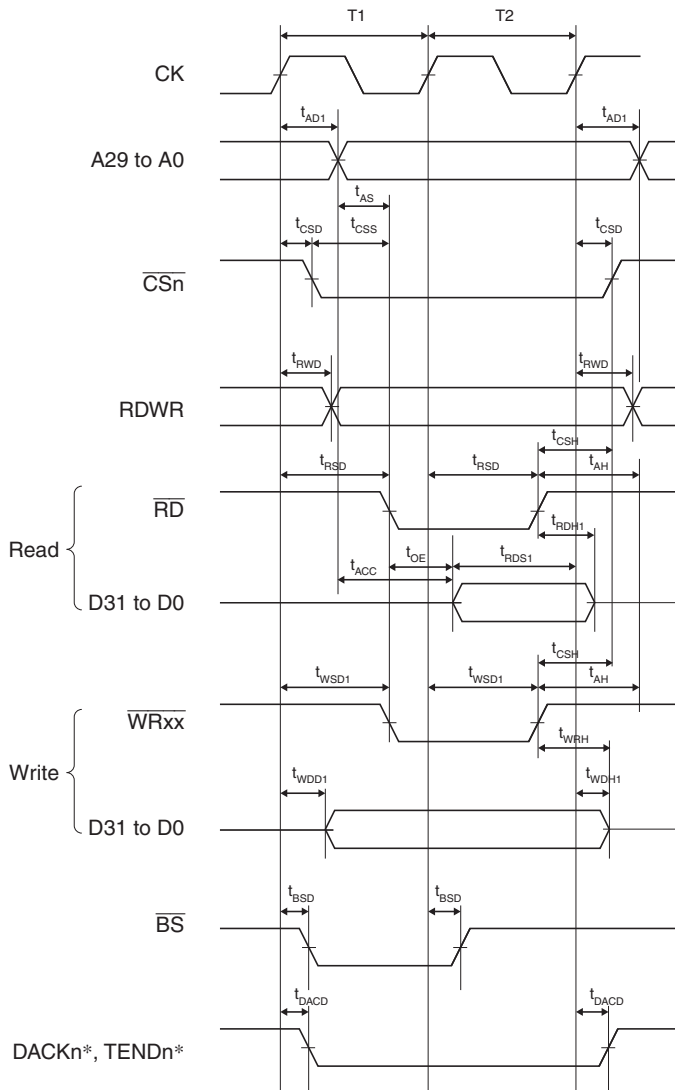 T1 T2
CK
tAD1 tAD1
A29 to A0
tAS
tCSD tCSS tCSD
CSn
tRWD tRWD
RDWR
tCSH
tRSD tRSD tAH
RD
tRDH1
Read
tOE tRDS1
tACC
D31 to D0
tCSH
tWSD1 tWSD1 tAH
WRxx
tWRH
Write
tWDD1 tWDH1
D31 to D0
tBSD tBSD
BS
tDACD tDACD
DACKn*, TENDn*